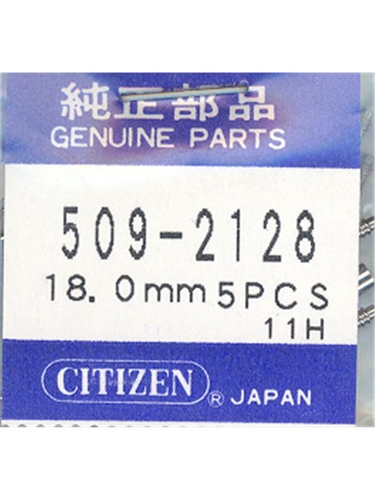 純正部品
GENUINE PARTS
509-2128
18.0mm 5PCS
11H
CITIZEN ® JAPAN